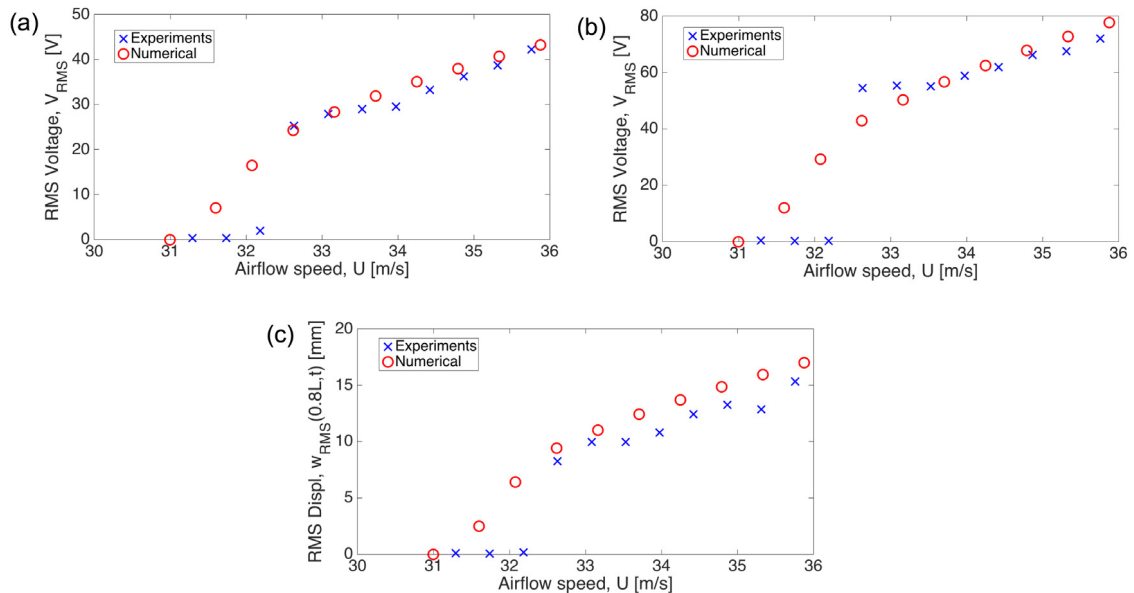 (a)
RMS Voltage, V_RMS [V]
50
40
30
20
10
0
Experiments
Numerical
30 31 32 33 34 35 36
Airflow speed, U [m/s]
(b)
RMS Voltage, V_RMS [V]
80
60
40
20
0
Experiments
Numerical
30 31 32 33 34 35 36
Airflow speed, U [m/s]
(c)
RMS Displ, w_RMS(0.8L,t) [mm]
20
15
10
5
0
Experiments
Numerical
30 31 32 33 34 35 36
Airflow speed, U [m/s]